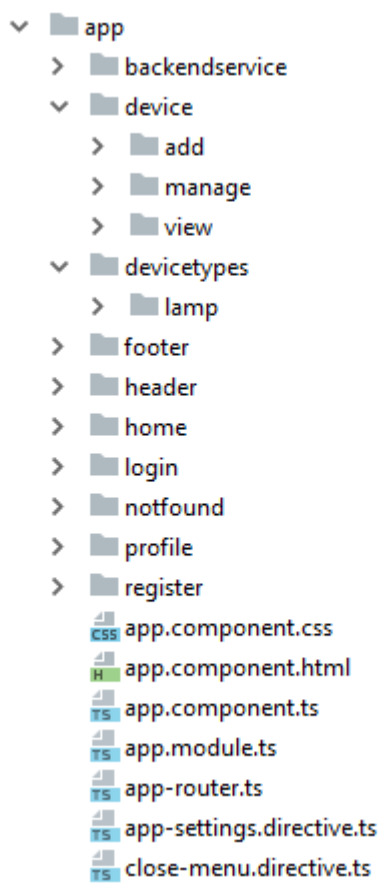 app
backendservice
device
add
manage
view
devicetypes
lamp
footer
header
home
login
notfound
profile
register
CSS app.component.css
H app.component.html
TS app.component.ts
TS app.module.ts
TS app-router.ts
TS app-settings.directive.ts
TS close-menu.directive.ts